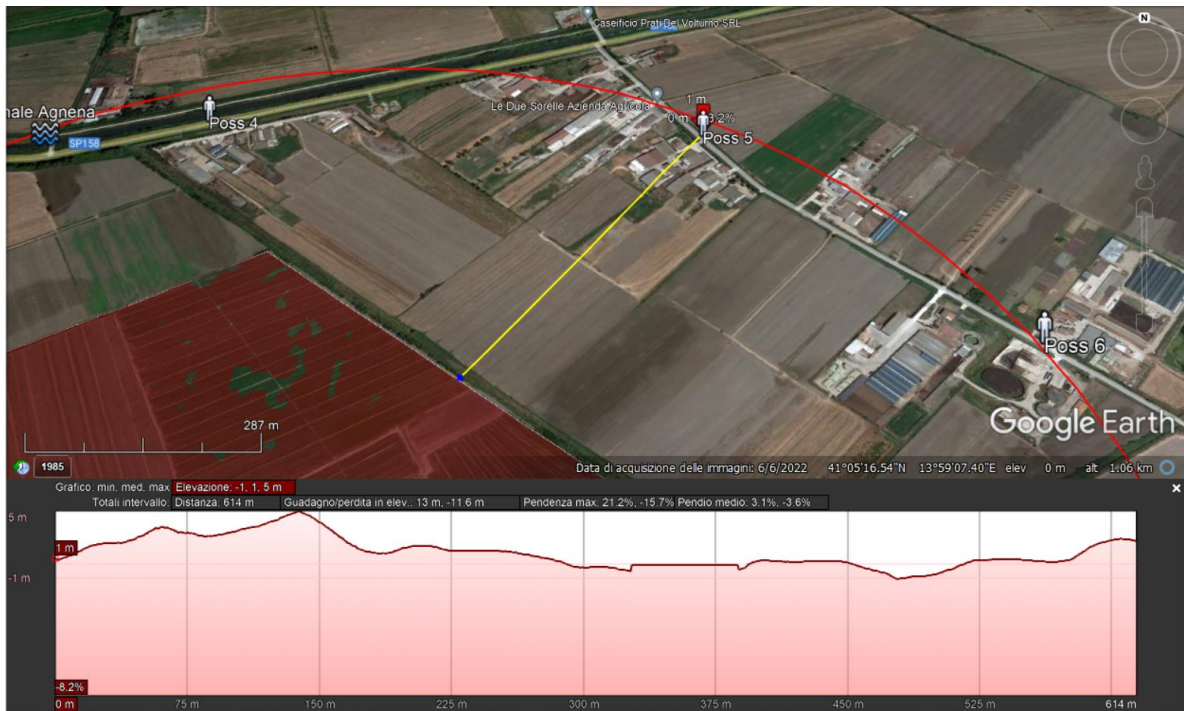 N
Caseificio Prati Del Volturno SRL
nale Agnena
SP158
Poss 4
Le Due Sorelle Azienda Agricola
1 m
0 m
3.2%
Poss 5
Poss 6
287 m
Google Earth
1985
Data di acquisizione delle immagini: 6/6/2022 41°05'16.54"N 13°59'07.40"E elev 0 m alt 1.06 km
Grafico: min. med. max Elevazione: -1, 1, 5 m
Totali intervallo: Distanza: 614 m Guadagno/perdita in elev.: 13 m, -11.6 m Pendenza max: 21.2%, -15.7% Pendio medio: 3.1%, -3.6%
5 m
1 m
-1 m
-8.2%
0 m 75 m 150 m 225 m 300 m 375 m 450 m 525 m 614 m